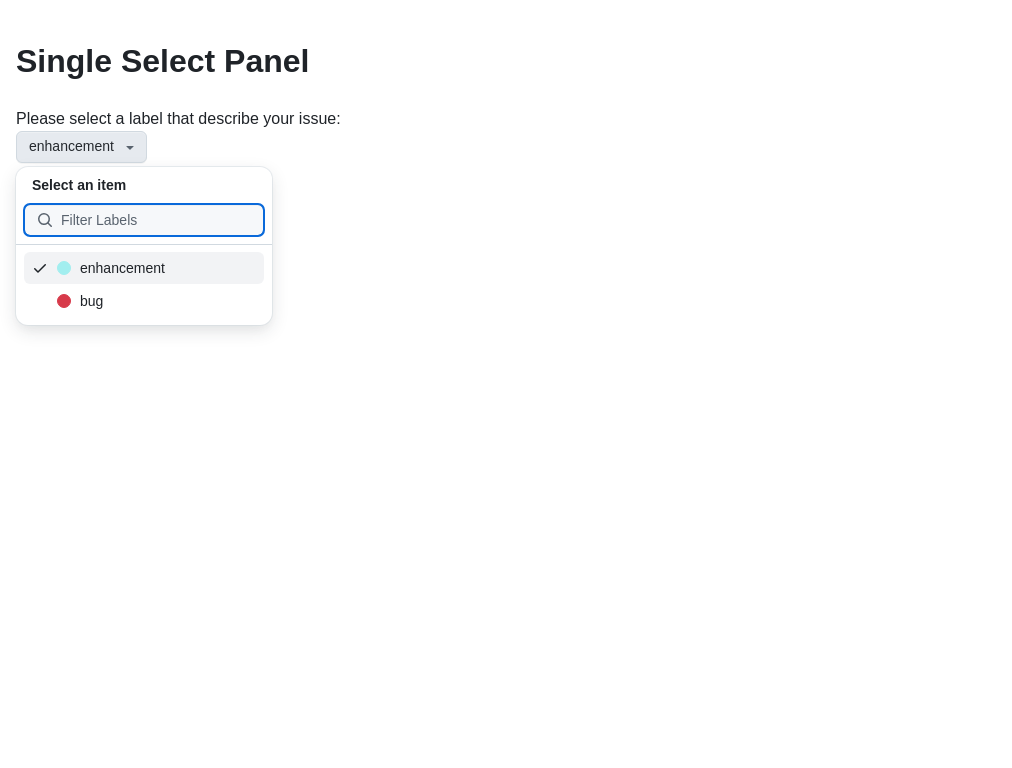 Single Select Panel
Please select a label that describe your issue:
enhancement
Select an item
Filter Labels
enhancement
bug